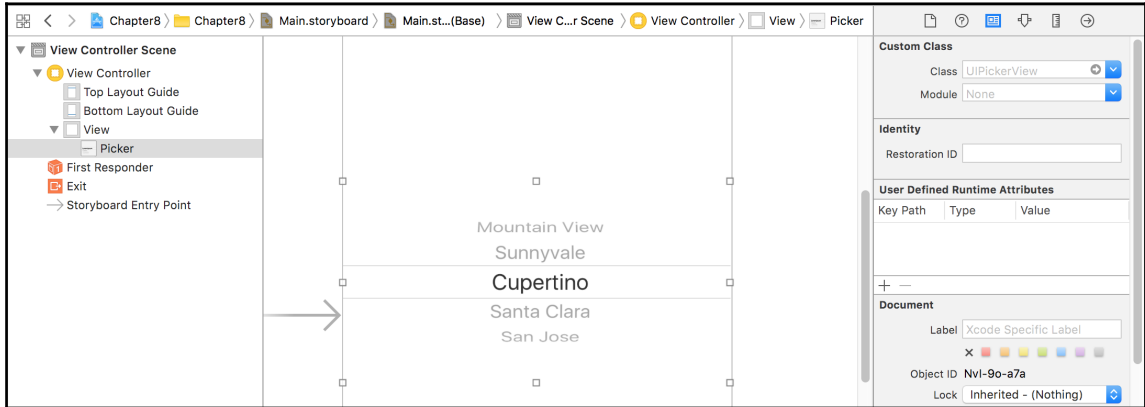 Chapter8 Chapter8 Main.storyboard Main.st...(Base) View C...r Scene View Controller View Picker
View Controller Scene
View Controller
Top Layout Guide
Bottom Layout Guide
View
Picker
First Responder
Exit
Storyboard Entry Point
Mountain View
Sunnyvale
Cupertino
Santa Clara
San Jose
Custom Class
Class UIPickerView
Module None
Identity
Restoration ID
User Defined Runtime Attributes
Key Path Type Value
Document
Label Xcode Specific Label
Object ID Nvl-9o-a7a
Lock Inherited - (Nothing)